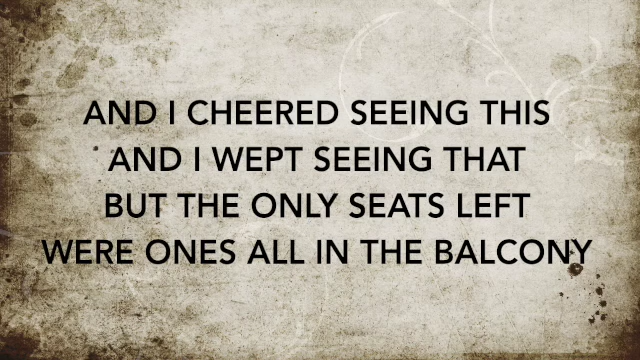 AND I CHEERED SEEING THIS
AND I WEPT SEEING THAT
BUT THE ONLY SEATS LEFT
WERE ONES ALL IN THE BALCONY